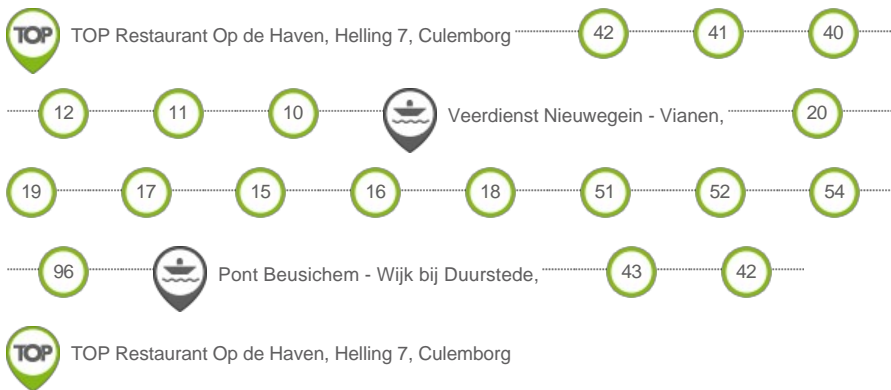 TOP TOP Restaurant Op de Haven, Helling 7, Culemborg 42 41 40
12 11 10 Veerdienst Nieuwegein - Vianen, 20
19 17 15 16 18 51 52 54
96 Pont Beusichem - Wijk bij Duurstede, 43 42
TOP TOP Restaurant Op de Haven, Helling 7, Culemborg